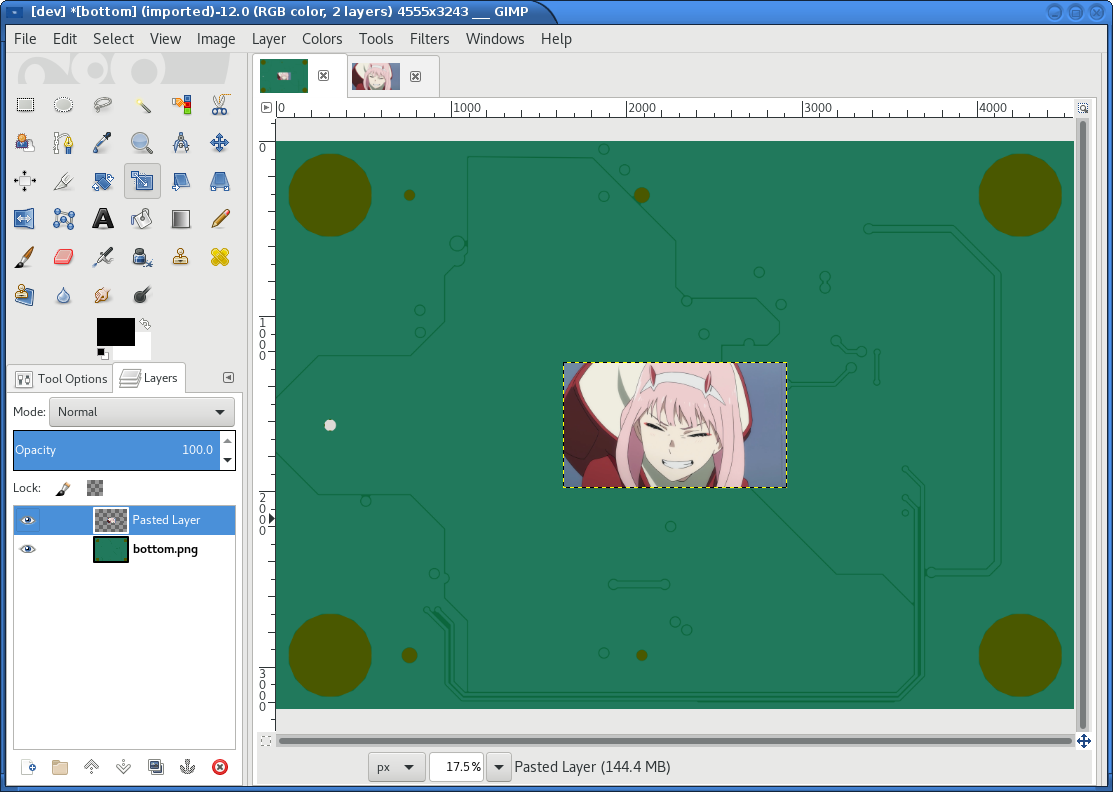 [dev] *[bottom] (imported)-12.0 (RGB color, 2 layers) 4555x3243 ___ GIMP
File Edit Select View Image Layer Colors Tools Filters Windows Help
0 1000 2000 3000 4000
0
1000
2000
3000
A
Tool Options Layers
Mode: Normal
Opacity 100.0
Lock:
Pasted Layer
bottom.png
px 17.5% Pasted Layer (144.4 MB)